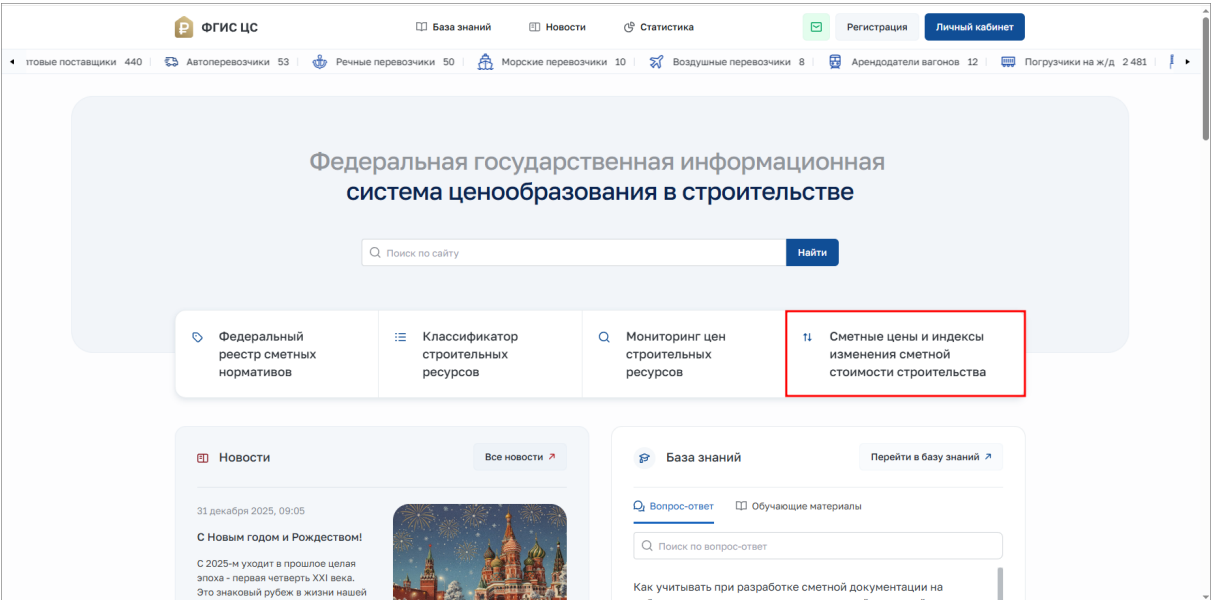 ФГИС ЦС
База знаний
Новости
Статистика
Регистрация
Личный кабинет
поставщики 440
Автоперевозчики 53
Речные перевозчики 50
Морские перевозчики 10
Воздушные перевозчики 8
Арендодатели вагонов 12
Погрузчики на ж/д 2 481
Федеральная государственная информационная
система ценообразования в строительстве
Поиск по сайту
Найти
Федеральный
реестр сметных
нормативов
Классификатор
строительных
ресурсов
Мониторинг цен
строительных
ресурсов
Сметные цены и индексы
изменения сметной
стоимости строительства
Новости
Все новости
31 декабря 2025, 09:05
С Новым годом и Рождеством!
С 2025-м уходит в прошлое целая
эпоха - первая четверть XXI века.
Это знаковый рубеж в жизни нашей
База знаний
Перейти в базу знаний
Вопрос-ответ
Обучающие материалы
Поиск по вопрос-ответ
Как учитывать при разработке сметной документации на